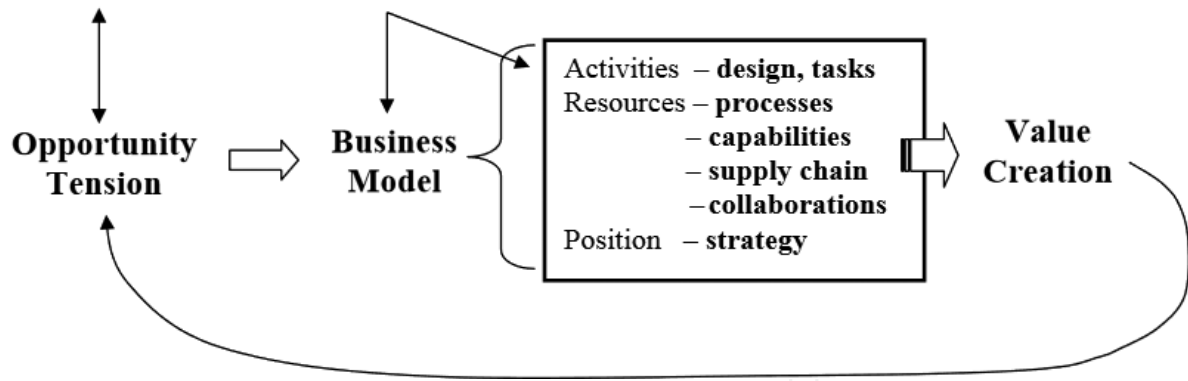 Opportunity
Tension
Business
Model
Activities – design, tasks
Resources – processes
– capabilities
– supply chain
– collaborations
Position – strategy
Value
Creation